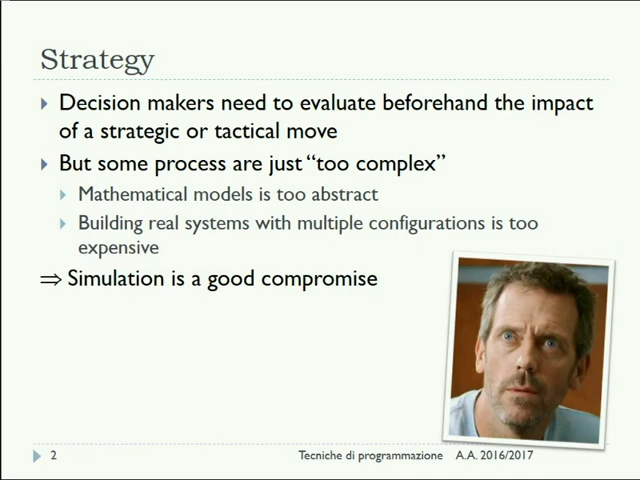 Strategy
Decision makers need to evaluate beforehand the impact
of a strategic or tactical move
But some process are just “too complex”
Mathematical models is too abstract
Building real systems with multiple configurations is too
expensive
⇒ Simulation is a good compromise
2
Tecniche di programmazione A.A. 2016/2017